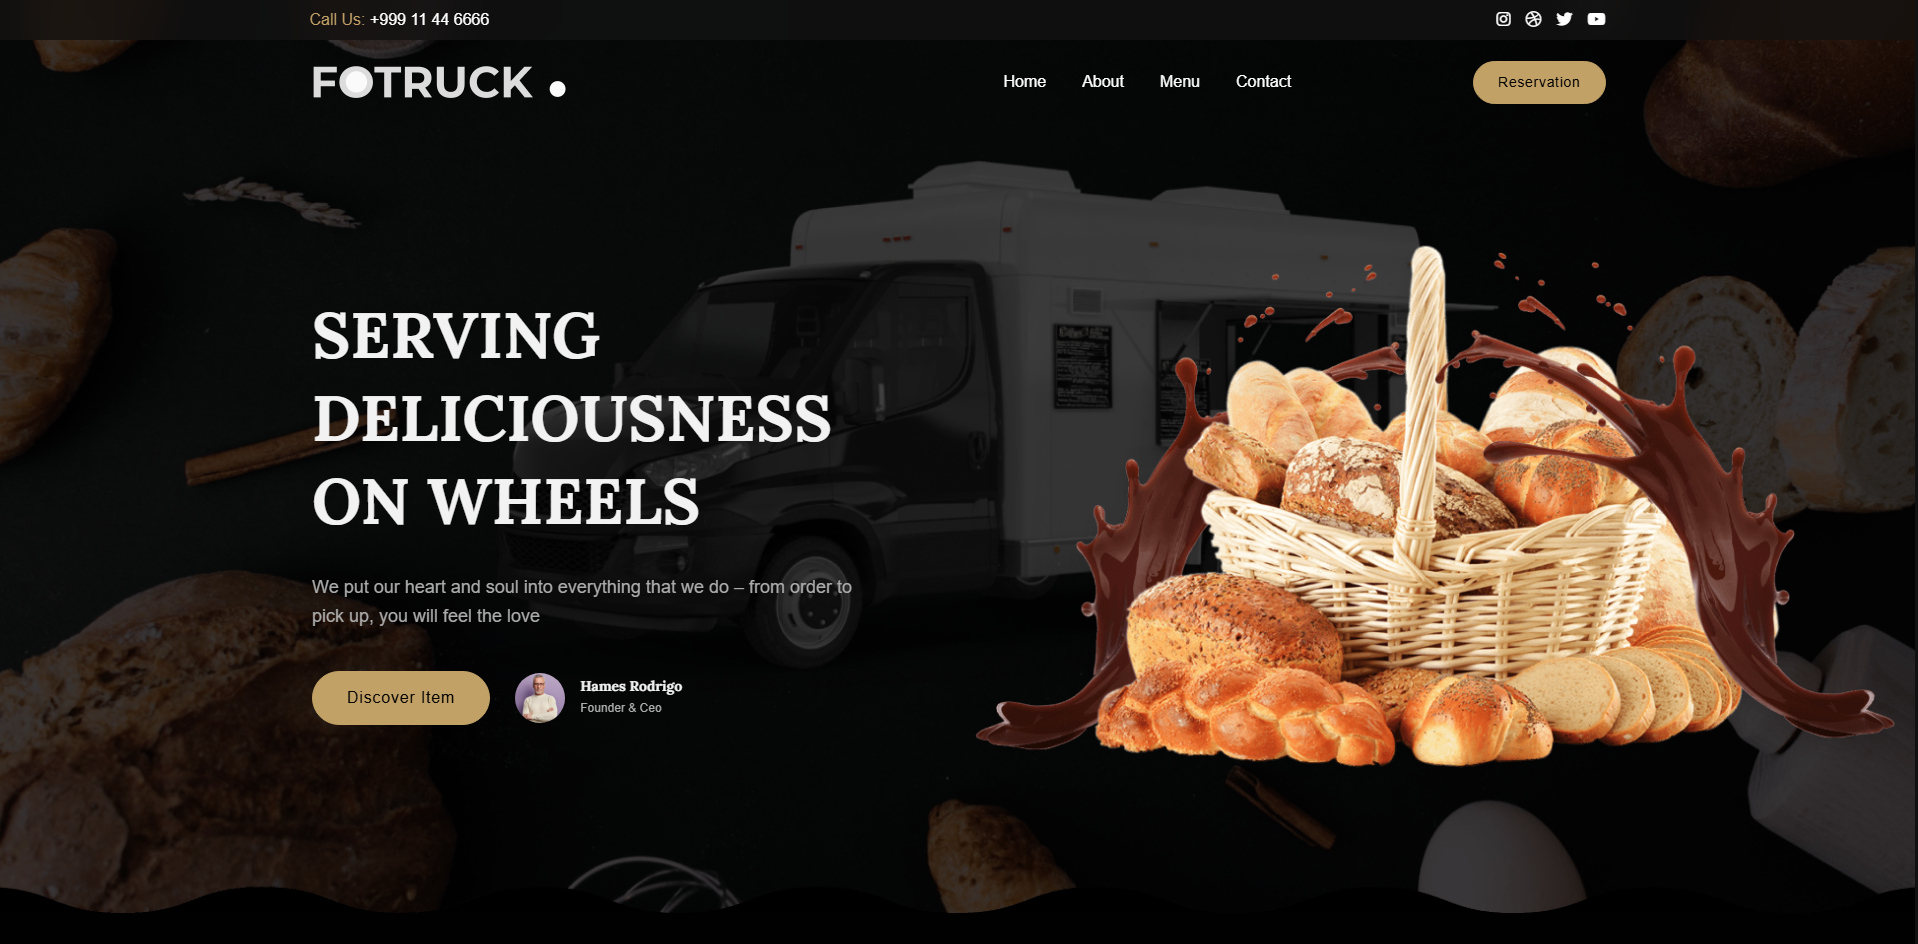 Call Us: +999 11 44 6666
FOTRUCK .
Home About Menu Contact
Reservation
SERVING
DELICIOUSNESS
ON WHEELS
We put our heart and soul into everything that we do – from order to
pick up, you will feel the love
Discover Item
Hames Rodrigo
Founder & Ceo